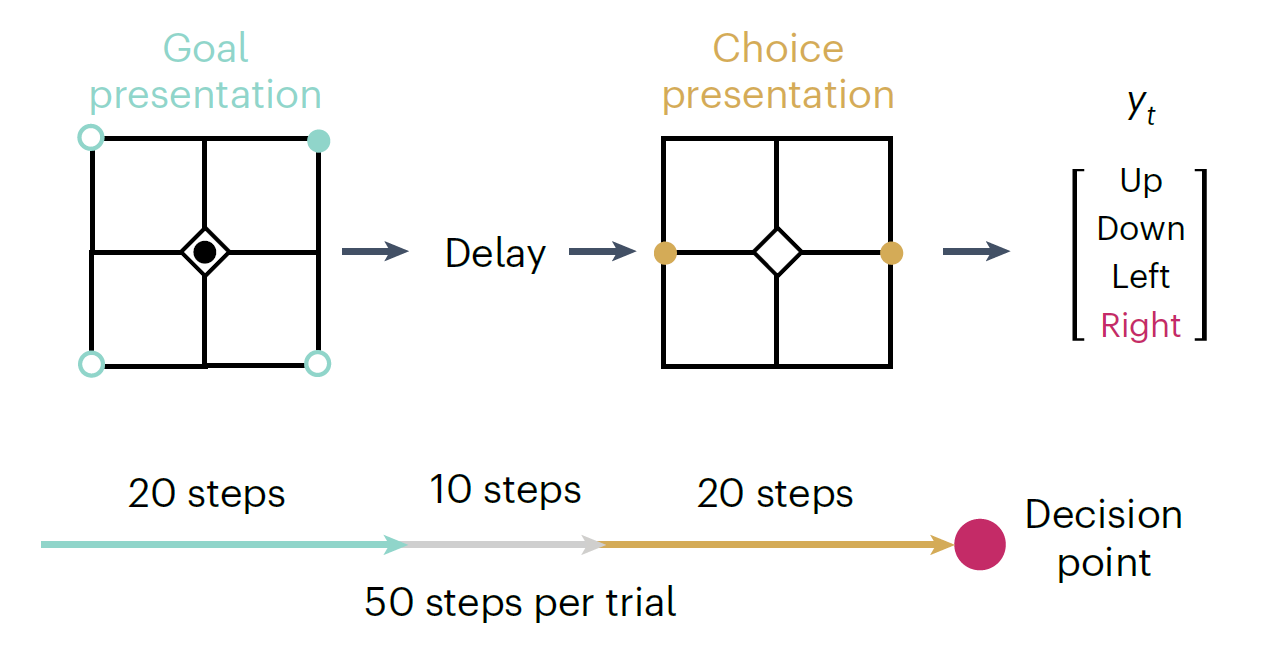 Goal
presentation
Choice
presentation
yt
Delay
Up
Down
Left
Right
20 steps
10 steps
20 steps
Decision
point
50 steps per trial